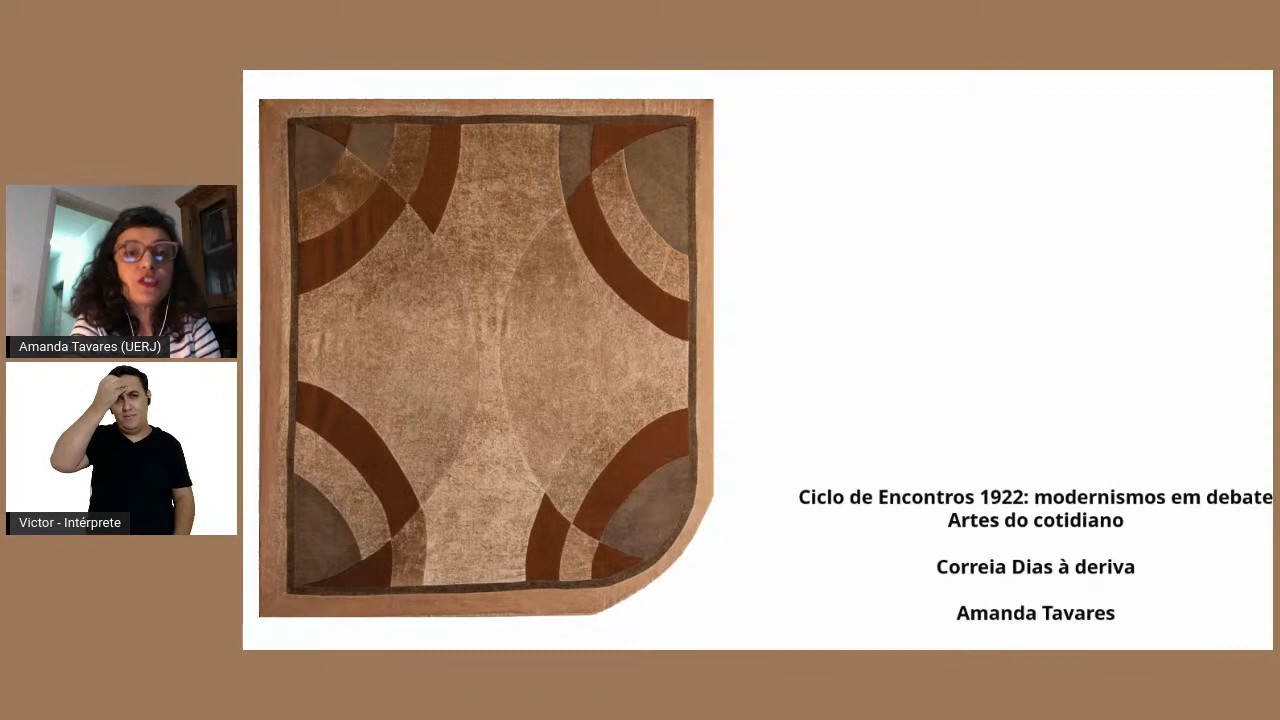 Amanda Tavares (UERJ)
Victor - Intérprete
Ciclo de Encontros 1922: modernismos em debate
Artes do cotidiano
Correia Dias à deriva
Amanda Tavares